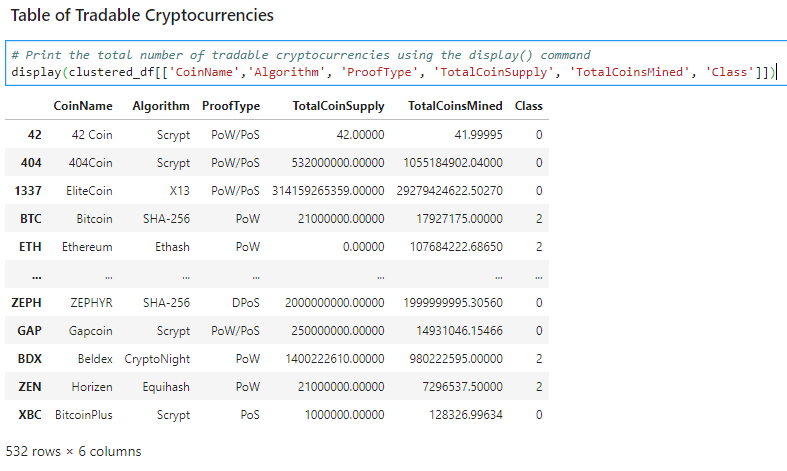 Table of Tradable Cryptocurrencies
# Print the total number of tradable cryptocurrencies using the display() command
display(clustered_df[['CoinName','Algorithm', 'ProofType', 'TotalCoinSupply', 'TotalCoinsMined', 'Class']])
CoinName Algorithm ProofType TotalCoinSupply TotalCoinsMined Class
42 42 Coin Scrypt PoW/PoS 42.00000 41.99995 0
404 404Coin Scrypt PoW/PoS 532000000.00000 1055184902.04000 0
1337 EliteCoin X13 PoW/PoS 314159265359.00000 29279424622.50270 0
BTC Bitcoin SHA-256 PoW 21000000.00000 17927175.00000 2
ETH Ethereum Ethash PoW 0.00000 107684222.68650 2
... ... ... ... ... ... ...
ZEPH ZEPHYR SHA-256 DPoS 2000000000.00000 1999999995.30560 0
GAP Gapcoin Scrypt PoW/PoS 250000000.00000 14931046.15466 0
BDX Beldex CryptoNight PoW 1400222610.00000 980222595.00000 2
ZEN Horizen Equihash PoW 21000000.00000 7296537.50000 2
XBC BitcoinPlus Scrypt PoS 1000000.00000 128326.99634 0
532 rows × 6 columns